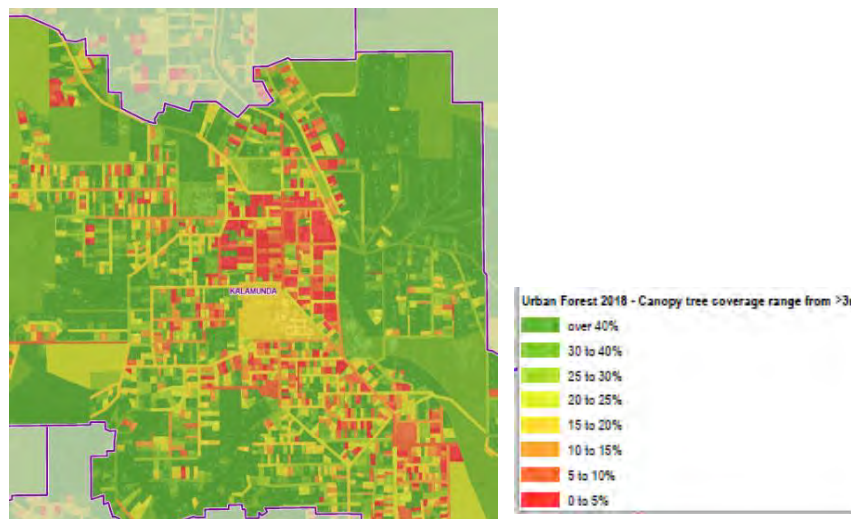 KALAMUNDA
Urban Forest 2018 - Canopy tree coverage range from >3
over 40%
30 to 40%
25 to 30%
20 to 25%
15 to 20%
10 to 15%
5 to 10%
0 to 5%